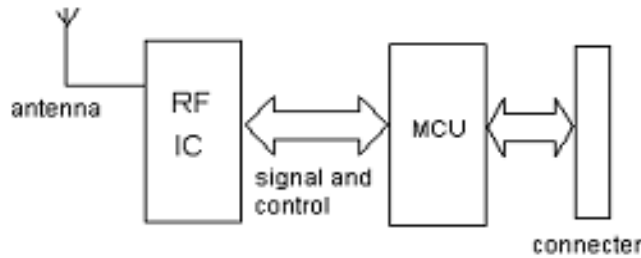 antenna
RF
IC
signal and
control
MCU
connecter